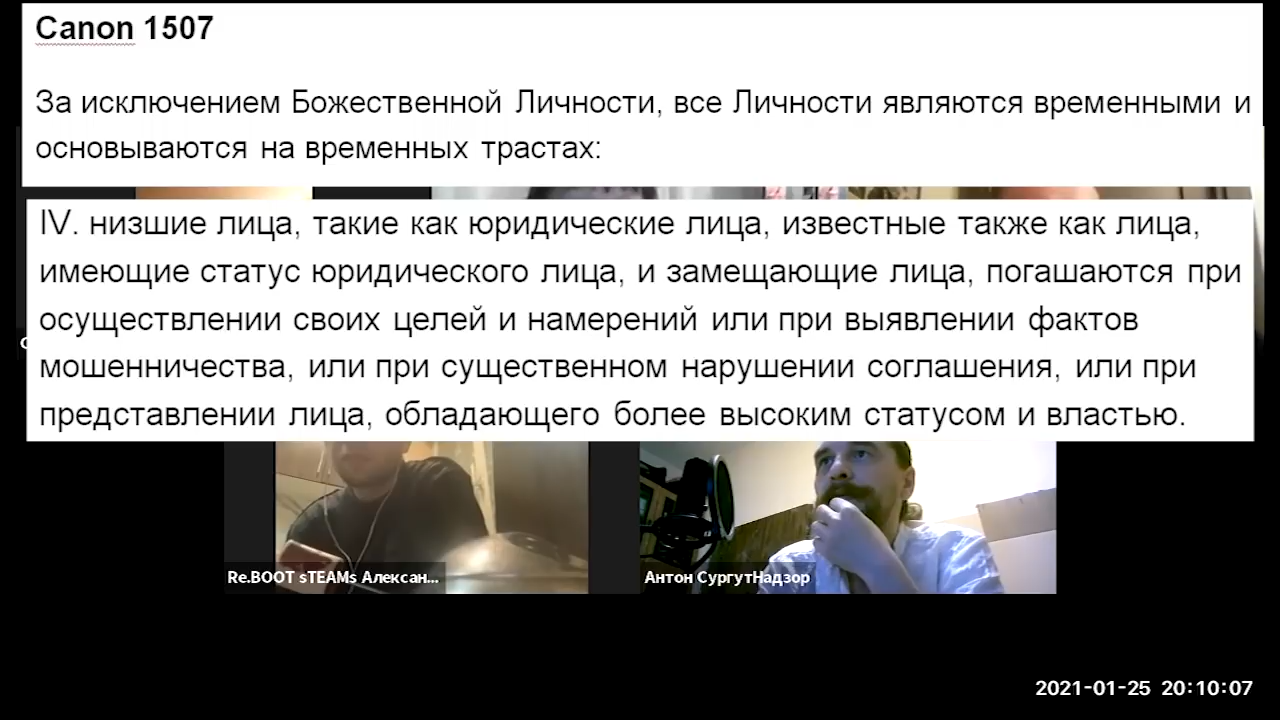 Canon 1507
За исключением Божественной Личности, все Личности являются временными и
основываются на временных трастах:
IV. низшие лица, такие как юридические лица, известные также как лица,
имеющие статус юридического лица, и замещающие лица, погашаются при
осуществлении своих целей и намерений или при выявлении фактов
мошенничества, или при существенном нарушении соглашения, или при
представлении лица, обладающего более высоким статусом и властью.
Re.BOOT sTEAMs Алексан...
Антон СургутНадзор
2021-01-25 20:10:07